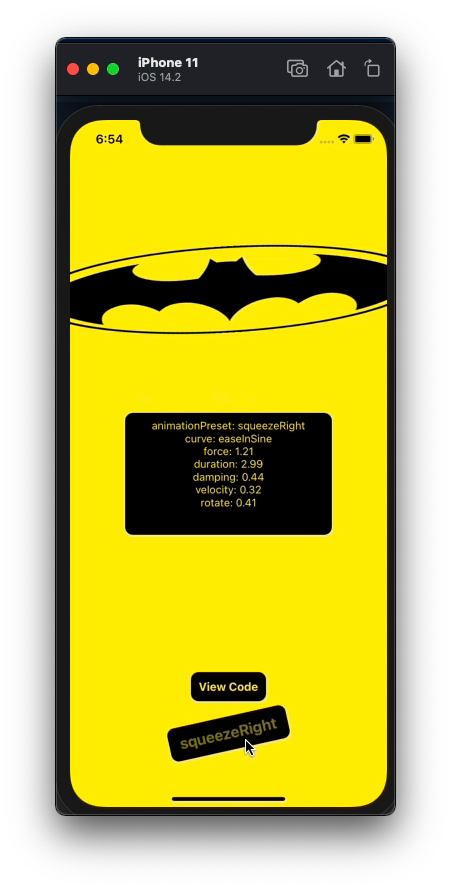 iPhone 11
iOS 14.2
6:54
animationPreset: squeezeRight
curve: easeInSine
force: 1.21
duration: 2.99
damping: 0.44
velocity: 0.32
rotate: 0.41
View Code
squeezeRight